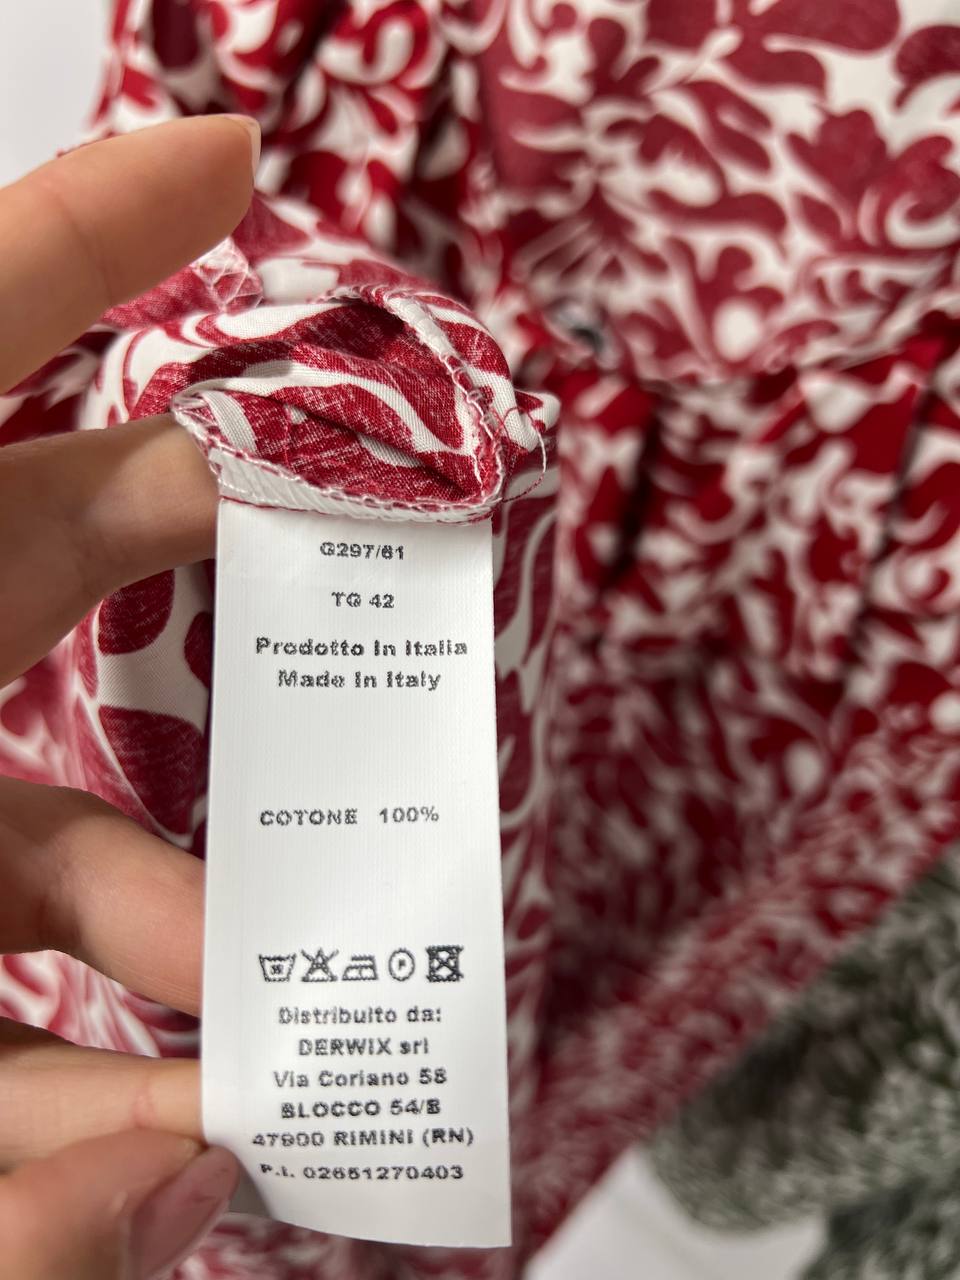 G297/61
TG 42
Prodotto in Italia
Made in Italy
COTONE 100%
P
Distribuito da:
DERWIX srl
Via Coriano 58
BLOCCO 54/B
47900 RIMINI (RN)
P.I. 02651270403